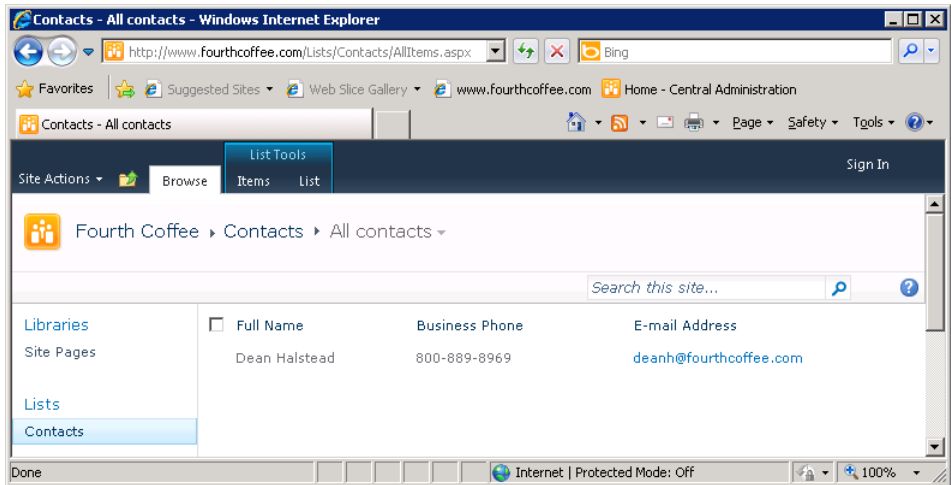 Contacts - All contacts - Windows Internet Explorer
http://www.fourthcoffee.com/Lists/Contacts/AllItems.aspx Bing
Favorites Suggested Sites Web Slice Gallery www.fourthcoffee.com Home - Central Administration
Contacts - All contacts Page Safety Tools
List Tools
Sign In
Site Actions Browse Items List
Fourth Coffee Contacts All contacts
Search this site...
Libraries Full Name Business Phone E-mail Address
Site Pages Dean Halstead 800-889-8969 deanh@fourthcoffee.com
Lists
Contacts
Done Internet | Protected Mode: Off 100%